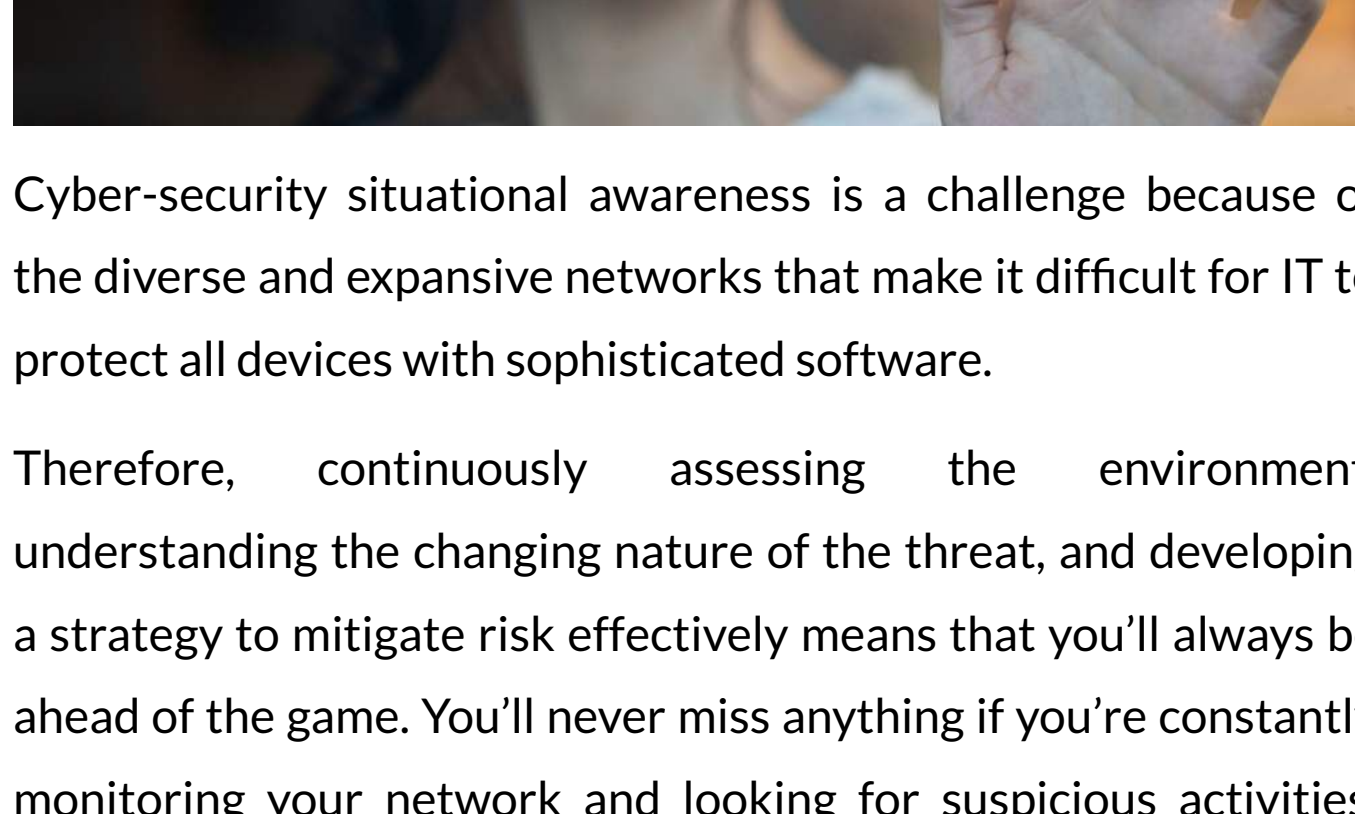 Cyber-security situational awareness is a challenge because
the diverse and expansive networks that make it difficult for IT
protect all devices with sophisticated software.
Therefore, continuously assessing the environment
understanding the changing nature of the threat, and developin
a strategy to mitigate risk effectively means that you’ll always b
ahead of the game. You’ll never miss anything if you’re constantl
monitoring your network and looking for suspicious activities